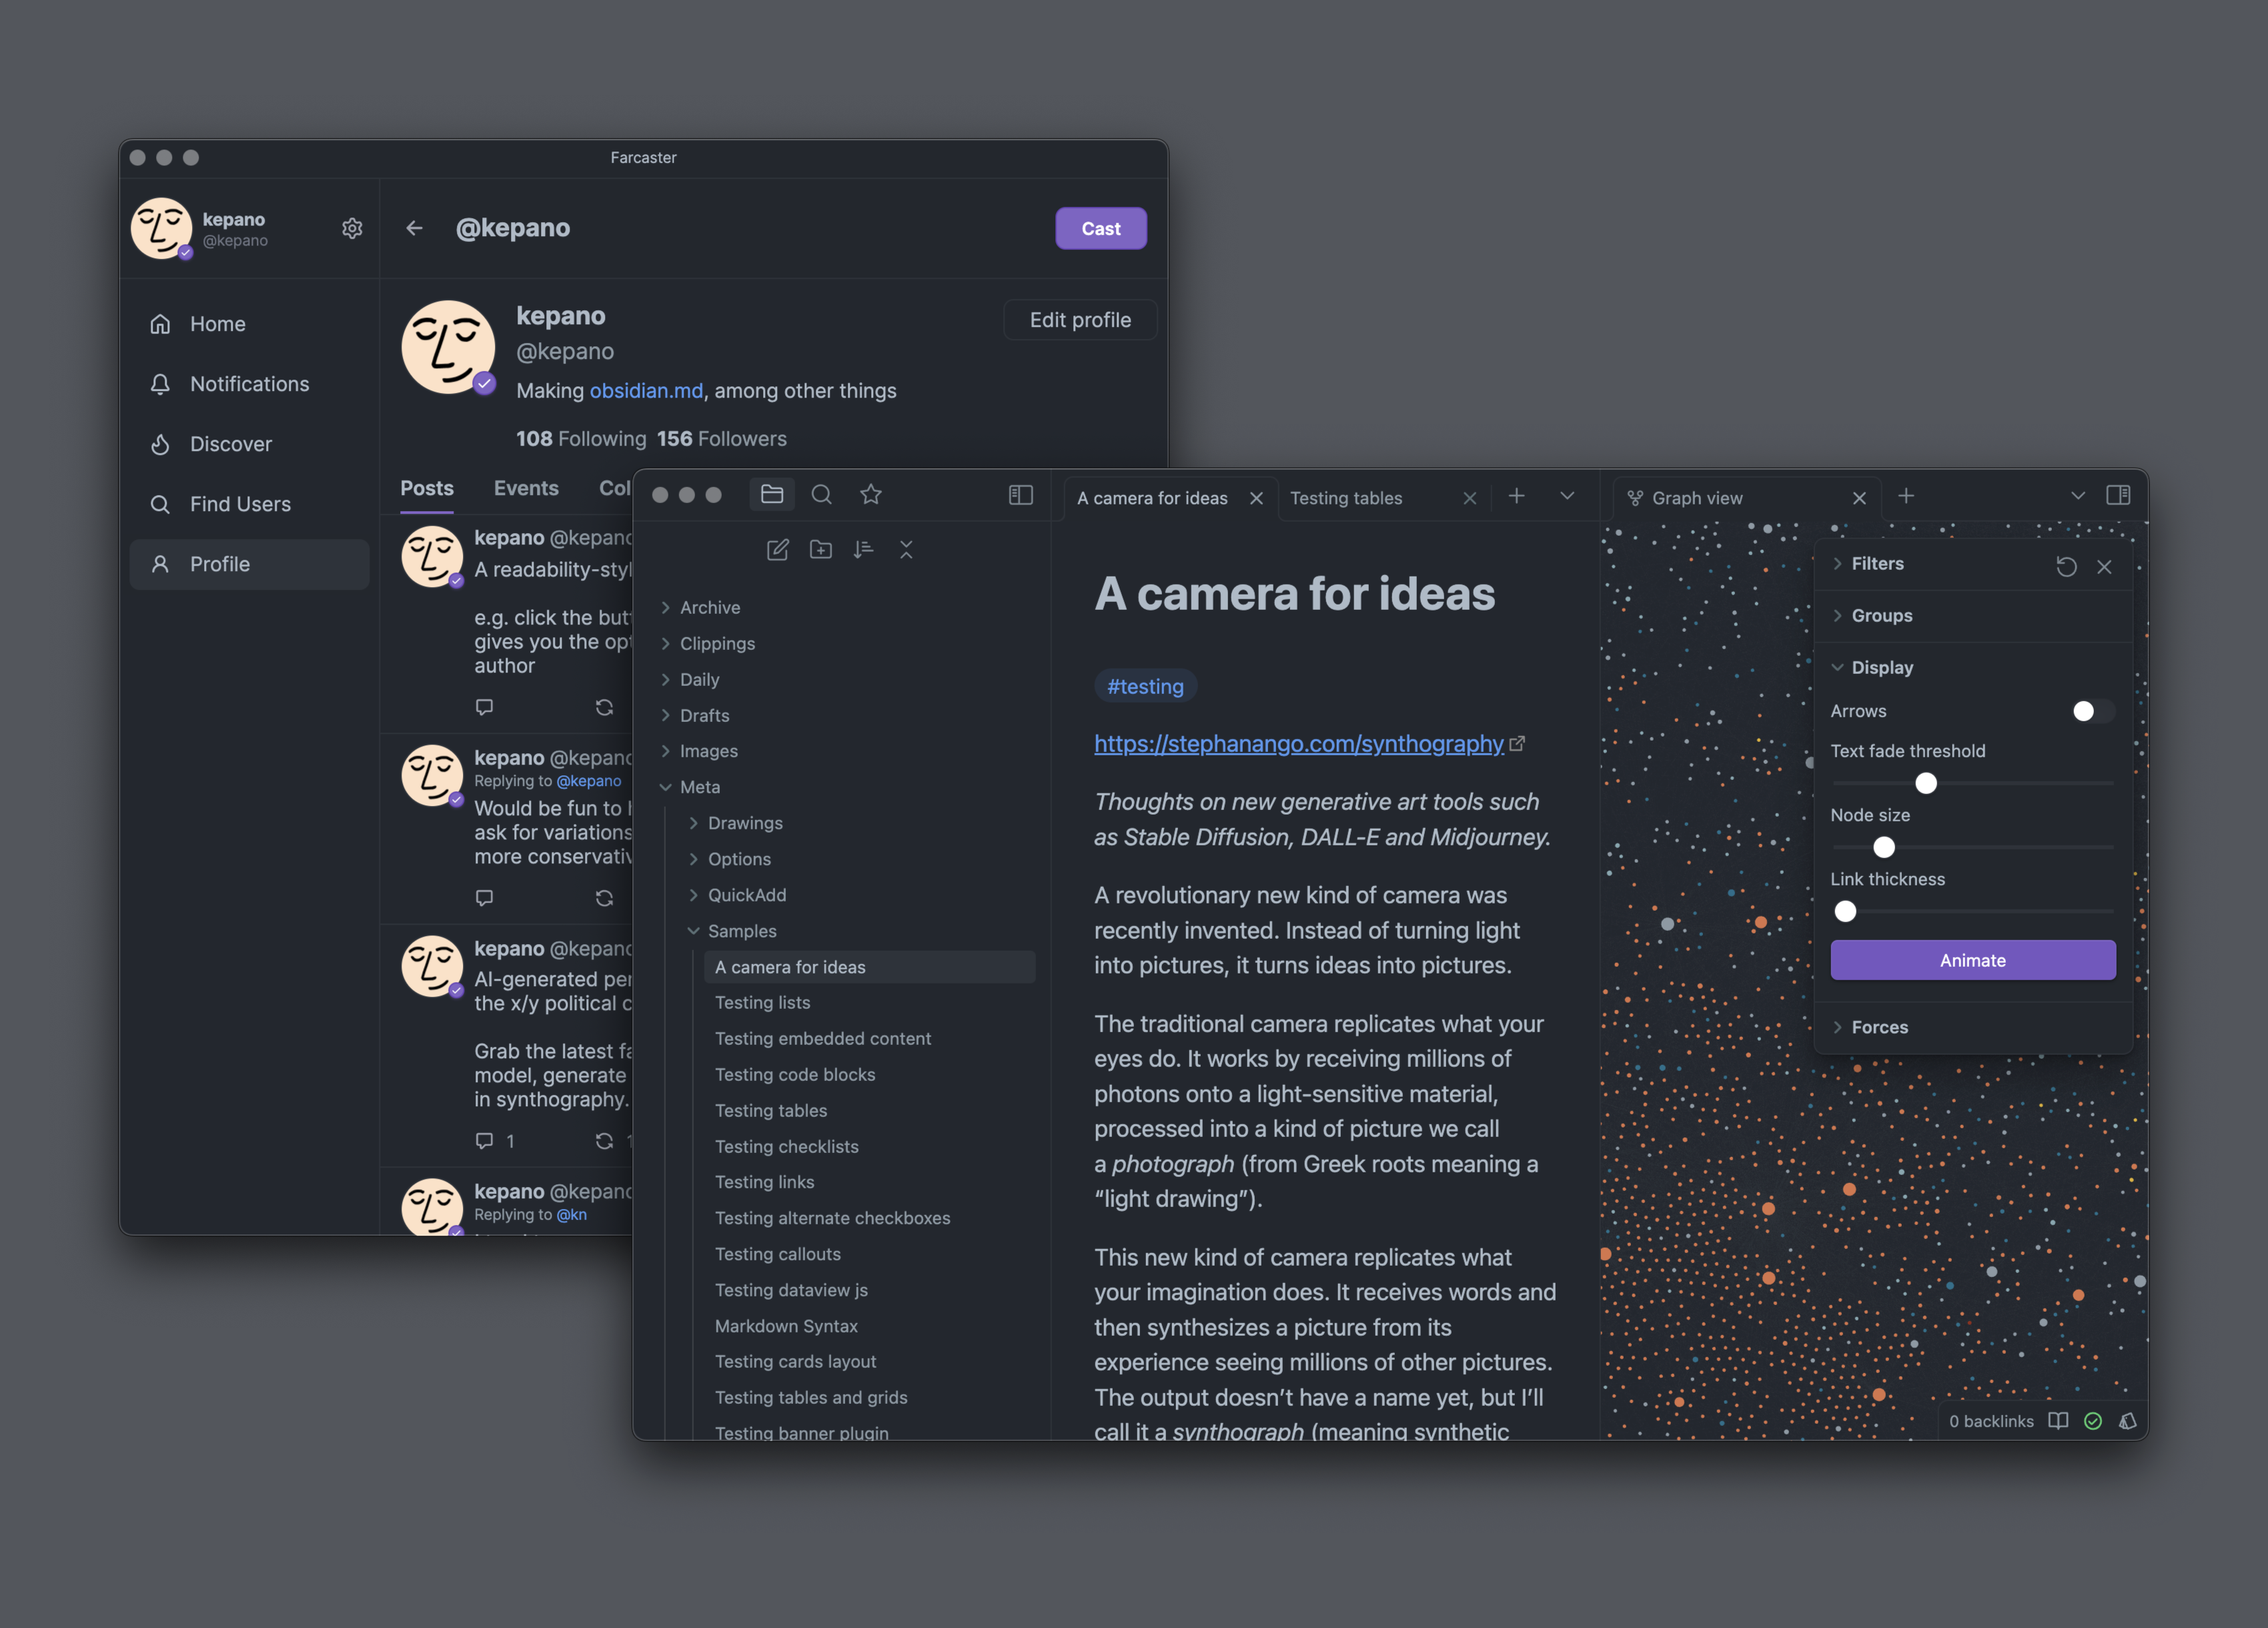 Farcaster
kepano
@kepano
Home
Notifications
Discover
Find Users
Profile
@kepano
Cast
kepano
@kepano
Edit profile
Making obsidian.md, among other things
108 Following 156 Followers
Posts Events
kepano
A readability-
e.g. click the
gives you the
author
kepano
Replying to @kepano
Would be fun to
ask for variations
more
kepano
AI-generated
the x/y political
Grab the latest
model, generate
in synthography.
1
kepano
Replying to @kn
Archive
Clippings
Daily
Drafts
Images
Meta
Drawings
Options
QuickAdd
Samples
A camera for ideas
Testing lists
Testing embedded content
Testing code blocks
Testing tables
Testing checklists
Testing links
Testing alternate checkboxes
Testing callouts
Testing dataview js
Markdown Syntax
Testing cards layout
Testing tables and grids
Testing banner plugin
A camera for ideas
Testing tables
A camera for ideas
#testing
https://stephanango.com/synthography
Thoughts on new generative art tools such
as Stable Diffusion, DALL-E and Midjourney.
A revolutionary new kind of camera was
recently invented. Instead of turning light
into pictures, it turns ideas into pictures.
The traditional camera replicates what your
eyes do. It works by receiving millions of
photons onto a light-sensitive material,
processed into a kind of picture we call
a photograph (from Greek roots meaning a
“light drawing”).
This new kind of camera replicates what
your imagination does. It receives words and
then synthesizes a picture from its
experience seeing millions of other pictures.
The output doesn’t have a name yet, but I’ll
call it a synthograph (meaning synthetic
Graph view
Filters
Groups
Display
Arrows
Text fade threshold
Node size
Link thickness
Animate
Forces
0 backlinks